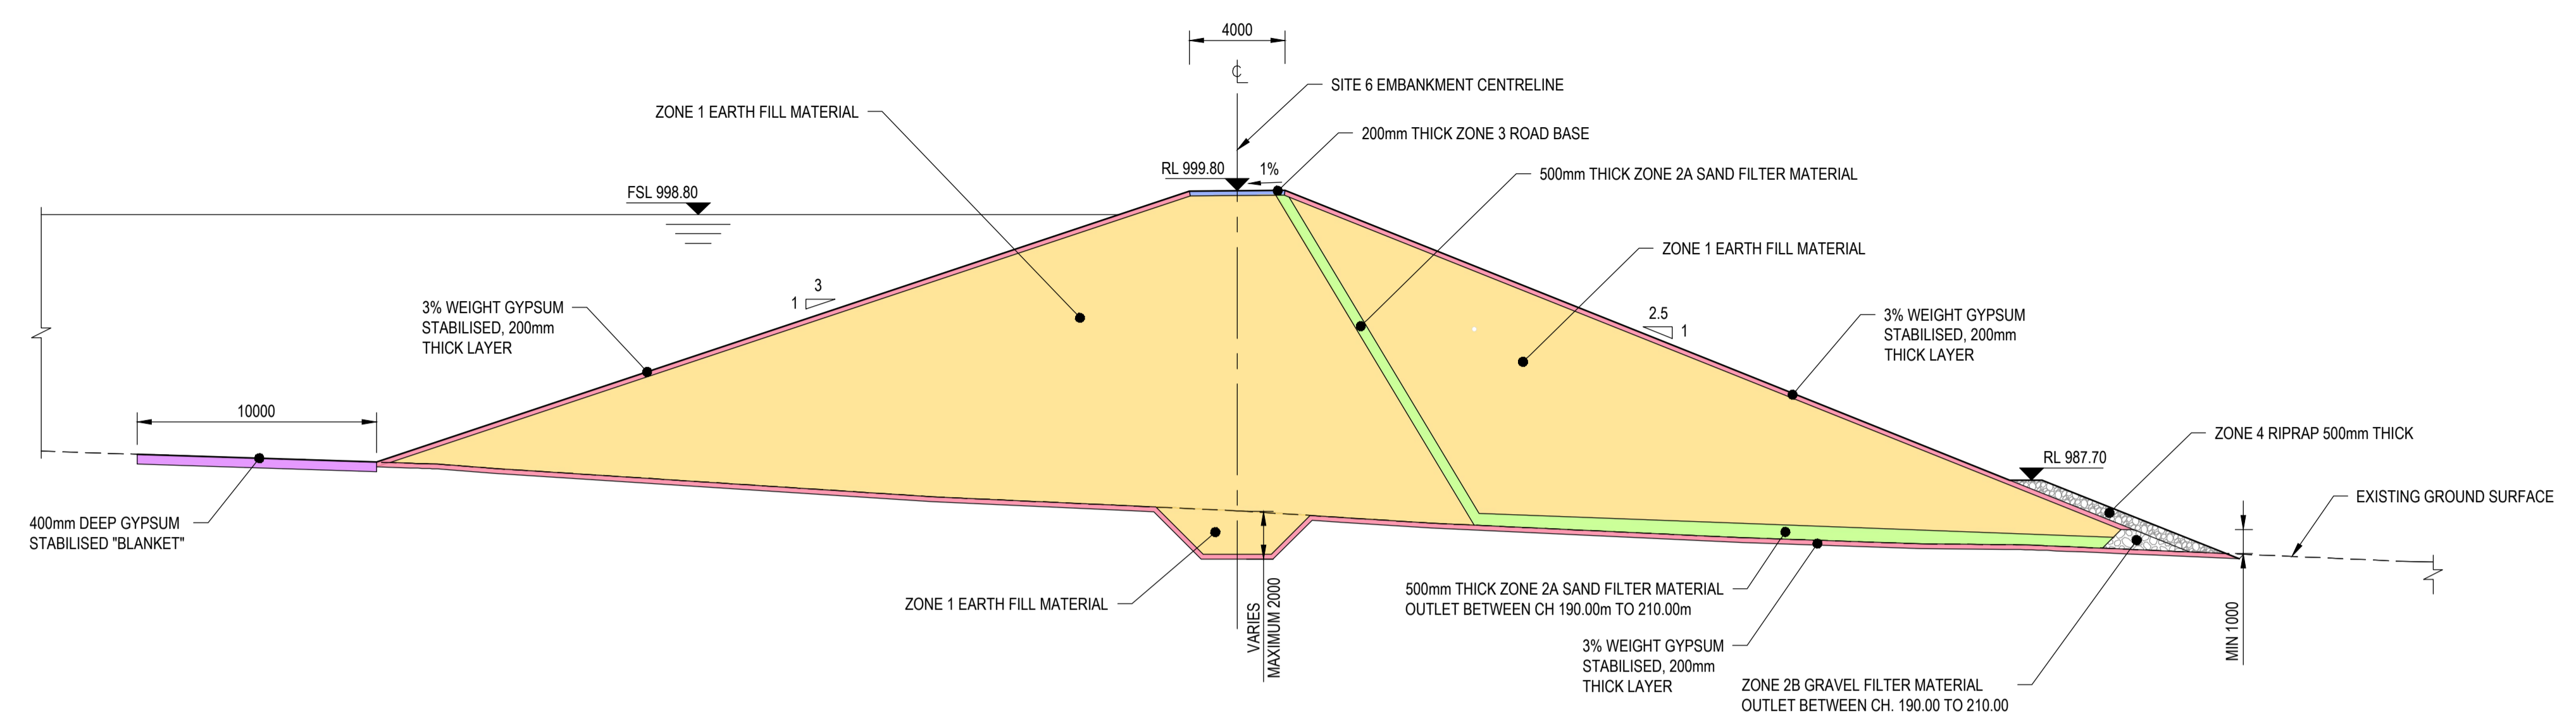 4000
℄
SITE 6 EMBANKMENT CENTRELINE
ZONE 1 EARTH FILL MATERIAL
200mm THICK ZONE 3 ROAD BASE
RL 999.80
1%
500mm THICK ZONE 2A SAND FILTER MATERIAL
FSL 998.80
ZONE 1 EARTH FILL MATERIAL
3
1
3% WEIGHT GYPSUM
STABILISED, 200mm
THICK LAYER
2.5
1
3% WEIGHT GYPSUM
STABILISED, 200mm
THICK LAYER
10000
ZONE 4 RIPRAP 500mm THICK
RL 987.70
EXISTING GROUND SURFACE
400mm DEEP GYPSUM
STABILISED "BLANKET"
ZONE 1 EARTH FILL MATERIAL
VARIES
MAXIMUM 2000
500mm THICK ZONE 2A SAND FILTER MATERIAL
OUTLET BETWEEN CH 190.00m TO 210.00m
3% WEIGHT GYPSUM
STABILISED, 200mm
THICK LAYER
MIN 1000
ZONE 2B GRAVEL FILTER MATERIAL
OUTLET BETWEEN CH. 190.00 TO 210.00